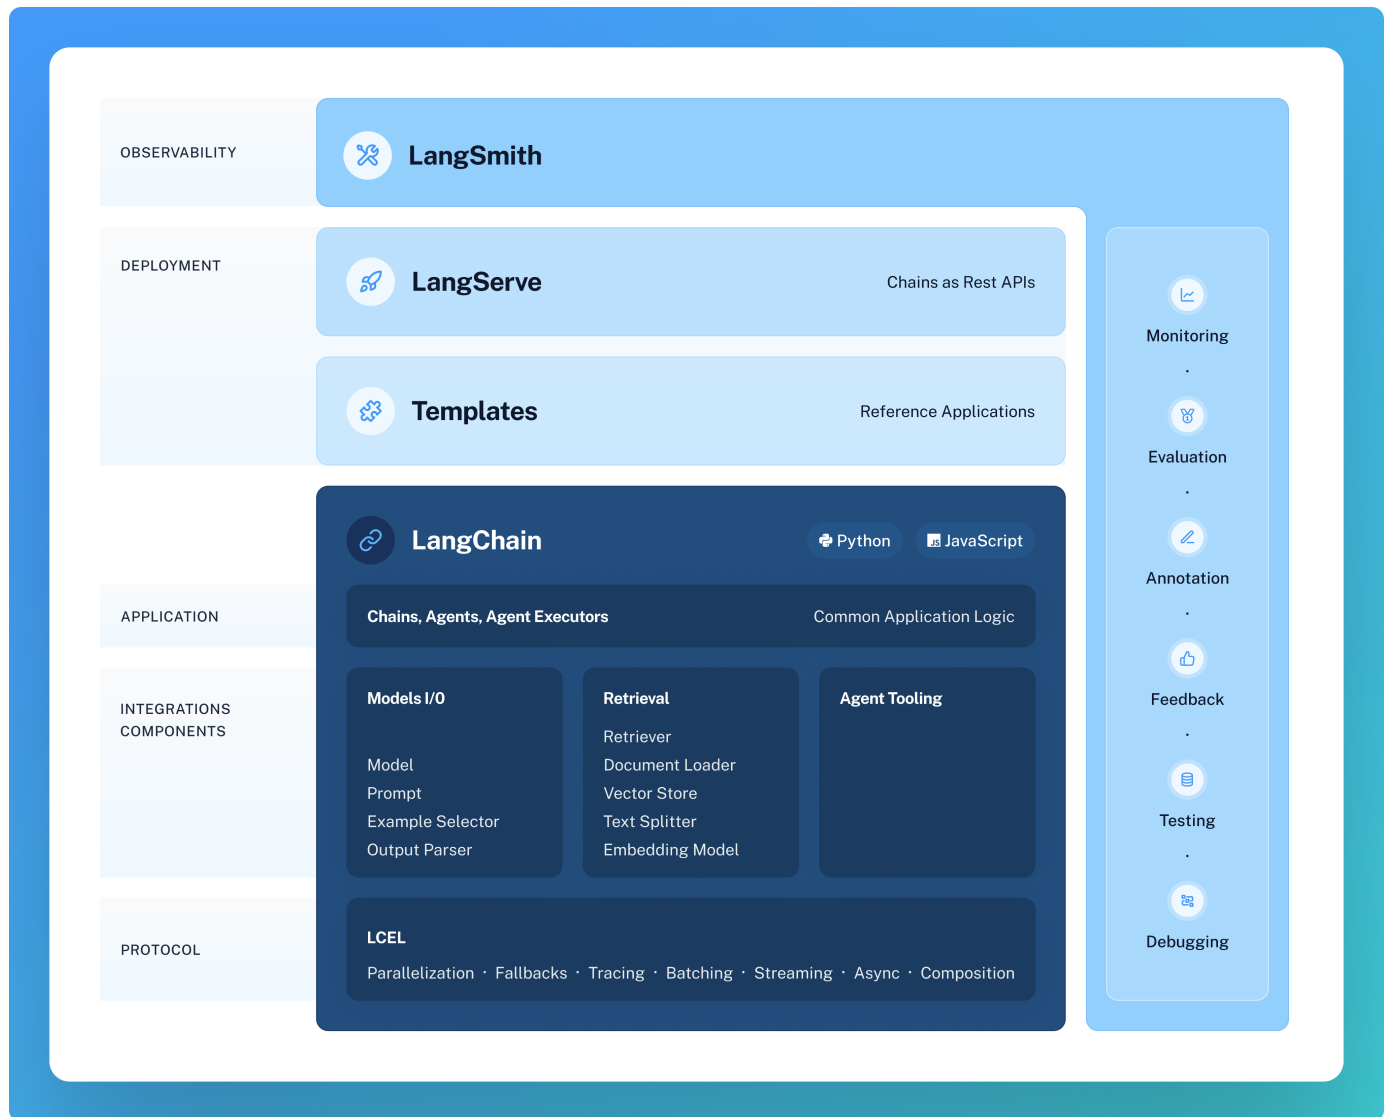 OBSERVABILITY
LangSmith
DEPLOYMENT
LangServe
Chains as Rest APIs
Templates
Reference Applications
LangChain
Python
JS JavaScript
APPLICATION
Chains, Agents, Agent Executors
Common Application Logic
INTEGRATIONS
COMPONENTS
Models I/0
Model
Prompt
Example Selector
Output Parser
Retrieval
Retriever
Document Loader
Vector Store
Text Splitter
Embedding Model
Agent Tooling
PROTOCOL
LCEL
Parallelization · Fallbacks · Tracing · Batching · Streaming · Async · Composition
Monitoring
·
Evaluation
·
Annotation
·
Feedback
·
Testing
·
Debugging